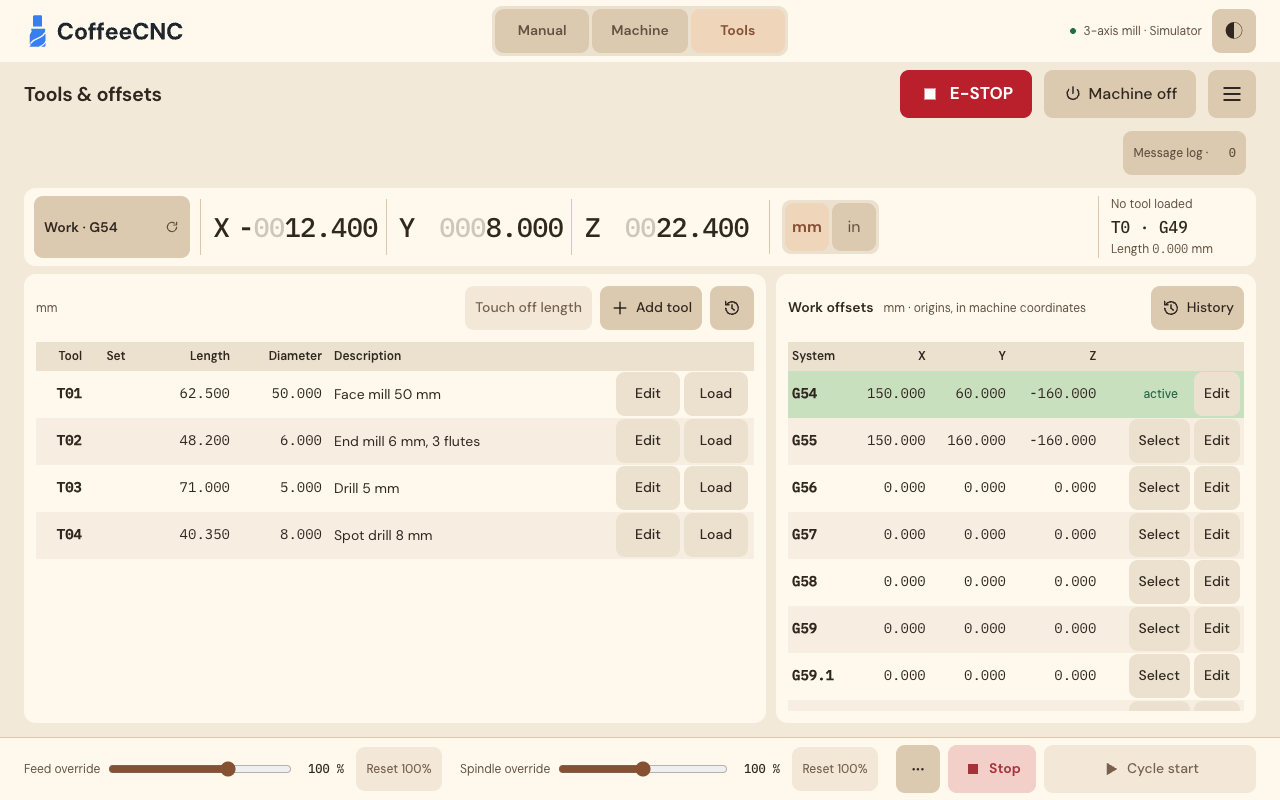 CoffeeCNC
Manual
Machine
Tools
3-axis mill · Simulator
Tools & offsets
E-STOP
Machine off
Message log · 0
Work · G54
X -0012.400
Y 0008.000
Z 0022.400
mm
in
No tool loaded
T0 · G49
Length 0.000 mm
mm
Touch off length
Add tool
Tool Set Length Diameter Description
T01 62.500 50.000 Face mill 50 mm Edit Load
T02 48.200 6.000 End mill 6 mm, 3 flutes Edit Load
T03 71.000 5.000 Drill 5 mm Edit Load
T04 40.350 8.000 Spot drill 8 mm Edit Load
Work offsets mm · origins, in machine coordinates
History
System X Y Z
G54 150.000 60.000 -160.000 active Edit
G55 150.000 160.000 -160.000 Select Edit
G56 0.000 0.000 0.000 Select Edit
G57 0.000 0.000 0.000 Select Edit
G58 0.000 0.000 0.000 Select Edit
G59 0.000 0.000 0.000 Select Edit
G59.1 0.000 0.000 0.000 Select Edit
Feed override 100 % Reset 100%
Spindle override 100 % Reset 100%
...
Stop
Cycle start